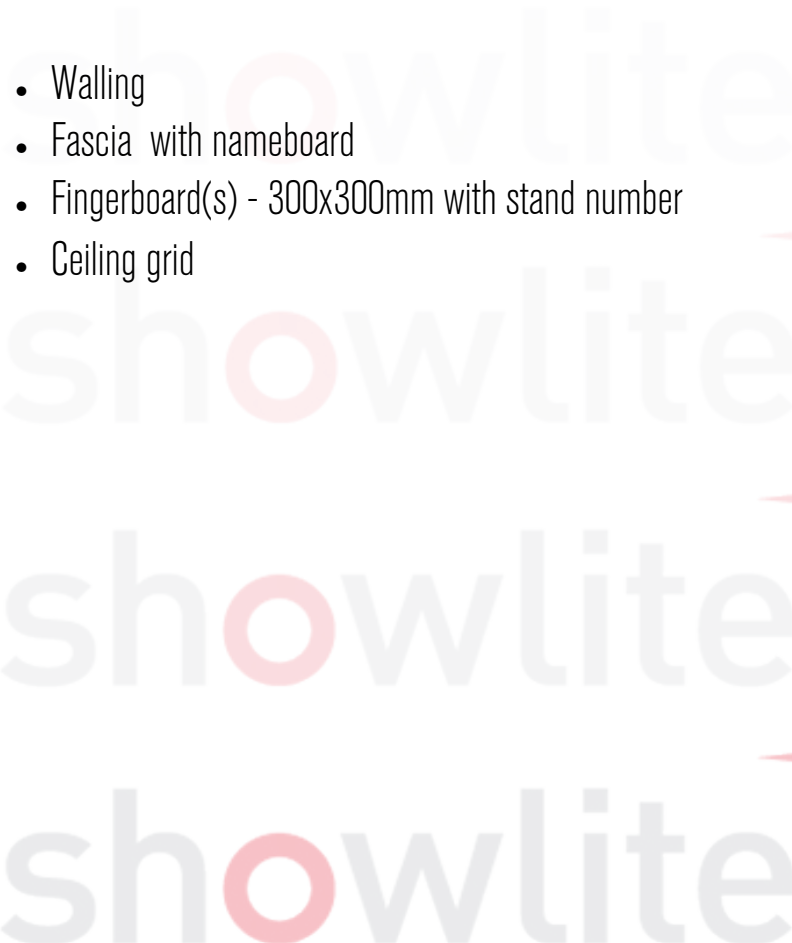 showlite
• Walling
• Fascia with nameboard
• Fingerboard(s) - 300x300mm with stand number
• Ceiling grid
showlite
showlite
showlite